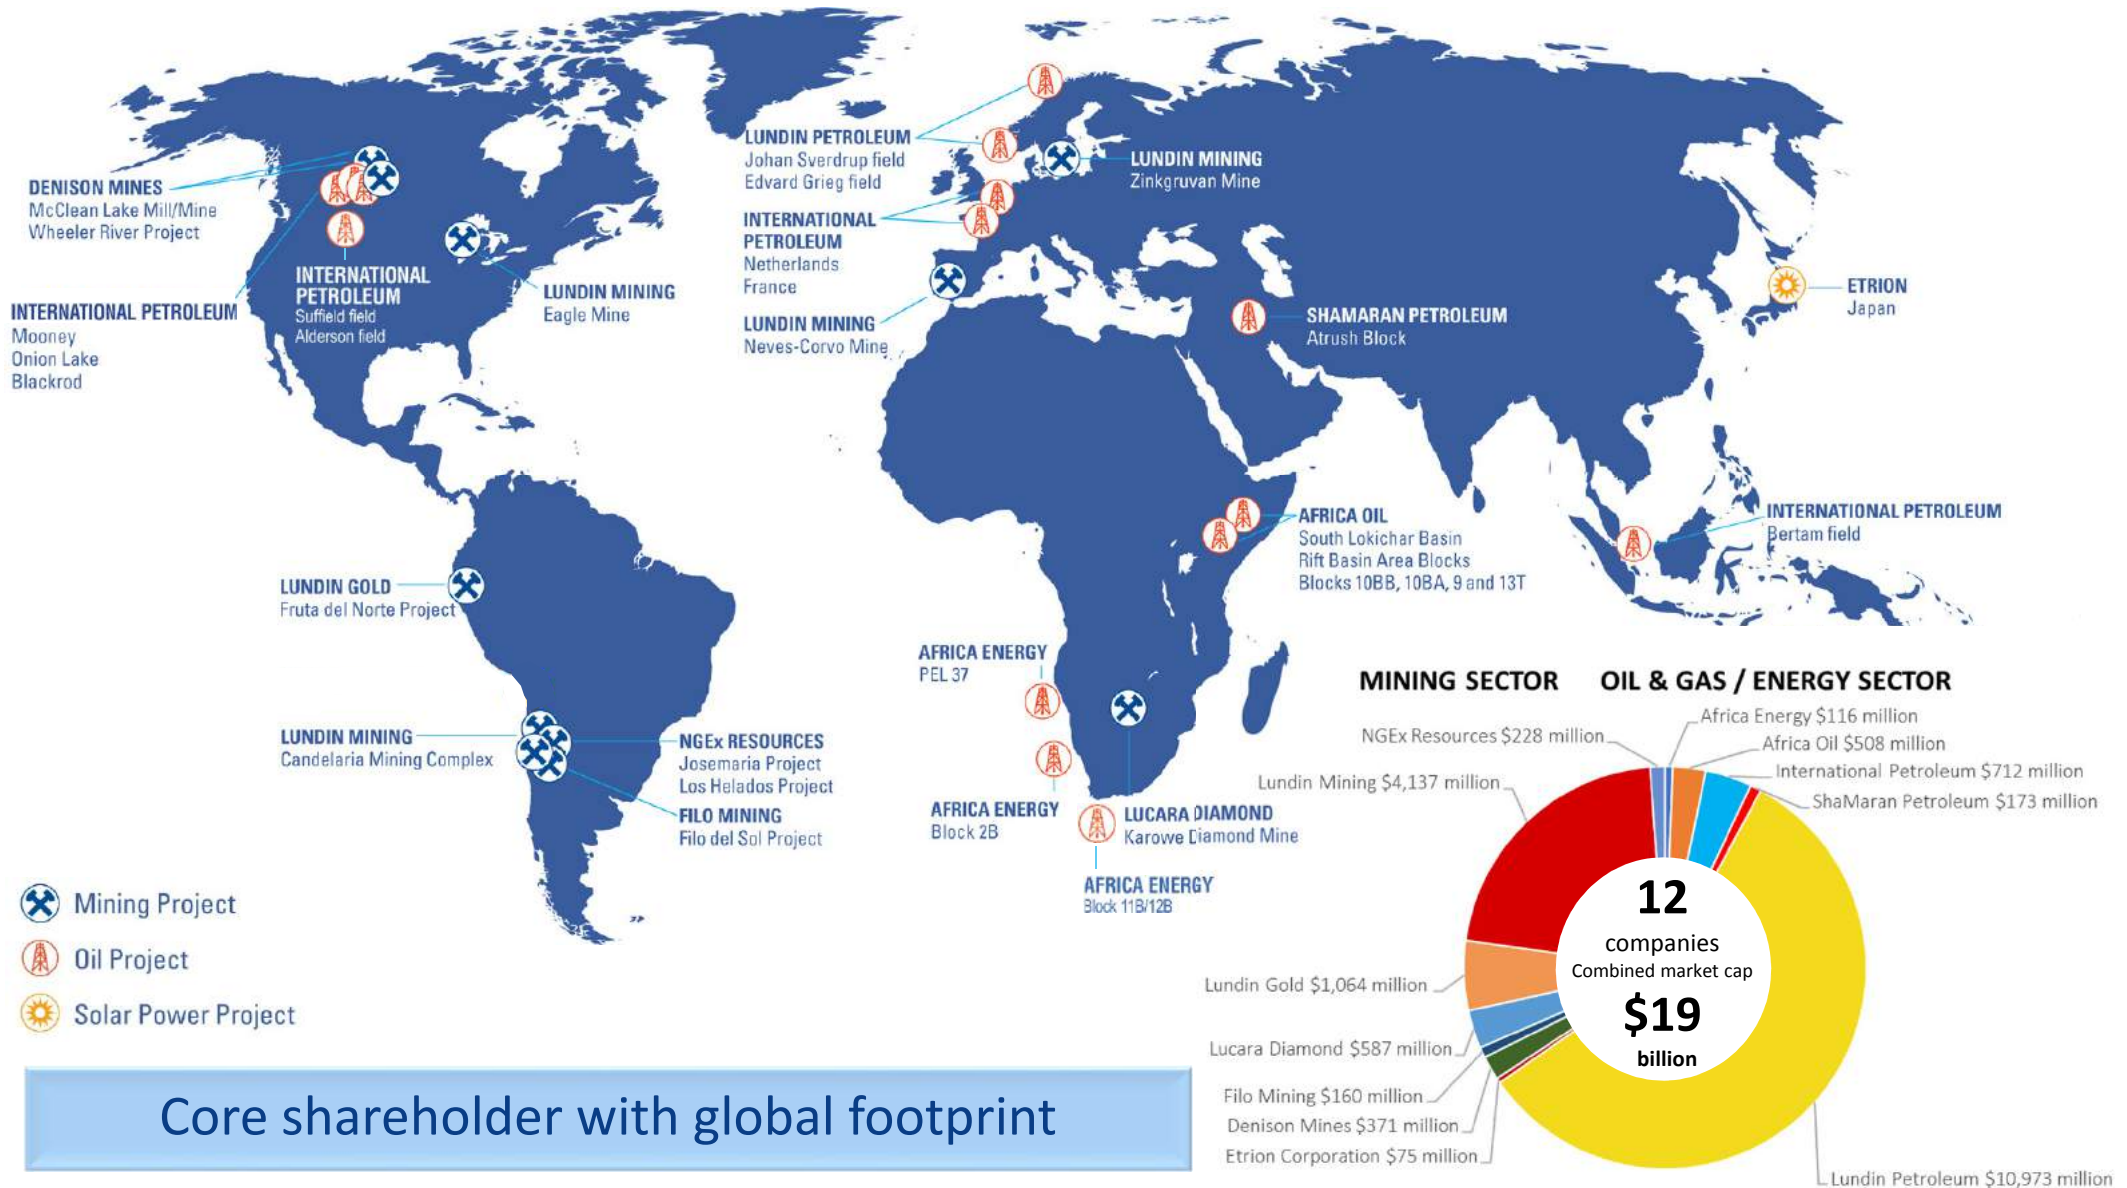 LUNDIN PETROLEUM
Johan Sverdrup field
Edvard Grieg field
LUNDIN MINING
Zinkgruvan Mine
DENISON MINES
McClean Lake Mill/Mine
Wheeler River Project
INTERNATIONAL
PETROLEUM
Netherlands
France
INTERNATIONAL
PETROLEUM
Suffield field
Alderson field
LUNDIN MINING
Eagle Mine
INTERNATIONAL PETROLEUM
Mooney
Onion Lake
Blackrod
LUNDIN MINING
Neves-Corvo Mine
SHAMARAN PETROLEUM
Atrush Block
ETRION
Japan
AFRICA OIL
South Lokichar Basin
Rift Basin Area Blocks
Blocks 10BB, 10BA, 9 and 13T
INTERNATIONAL PETROLEUM
Bertam field
LUNDIN GOLD
Fruta del Norte Project
AFRICA ENERGY
PEL 37
LUNDIN MINING
Candelaria Mining Complex
NGEx RESOURCES
Josemaria Project
Los Helados Project
FILO MINING
Filo del Sol Project
AFRICA ENERGY
Block 2B
LUCARA DIAMOND
Karowe Diamond Mine
AFRICA ENERGY
Block 11B/12B
Mining Project
Oil Project
Solar Power Project
Core shareholder with global footprint
MINING SECTOR
OIL & GAS / ENERGY SECTOR
NGEx Resources $228 million
Lundin Mining $4,137 million
Lundin Gold $1,064 million
Lucara Diamond $587 million
Filo Mining $160 million
Denison Mines $371 million
Etrion Corporation $75 million
Africa Energy $116 million
Africa Oil $508 million
International Petroleum $712 million
ShaMaran Petroleum $173 million
Lundin Petroleum $10,973 million
12
companies
Combined market cap
$19
billion